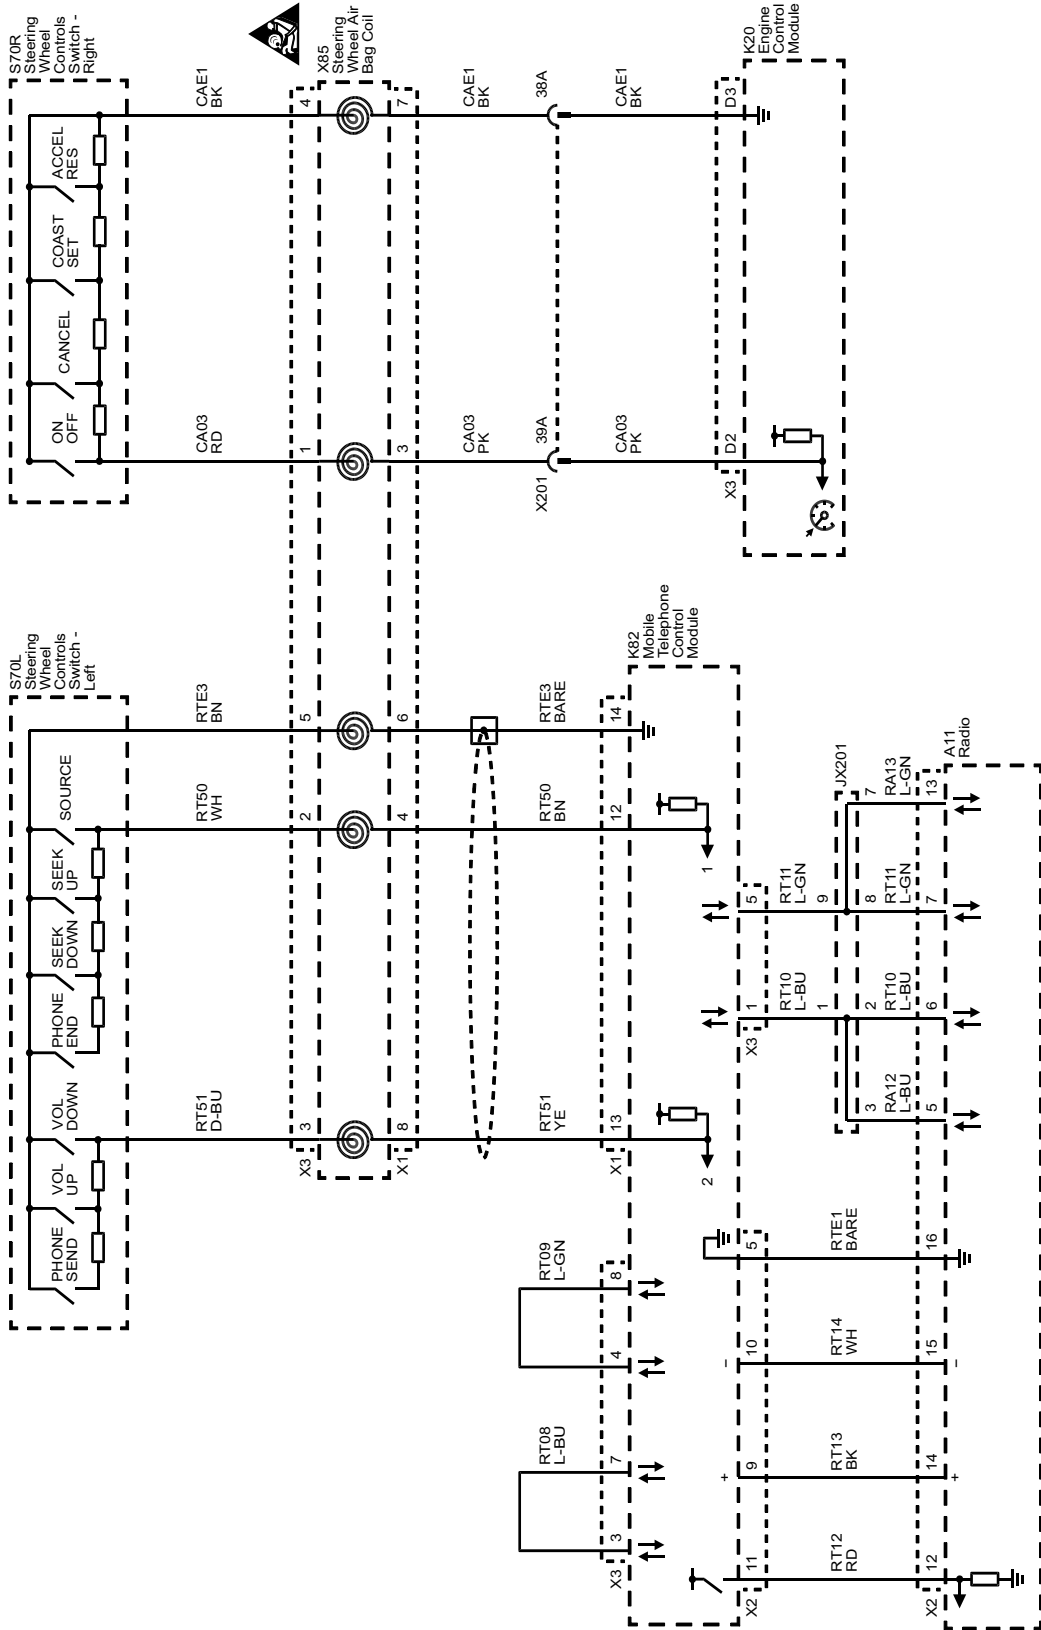 S70L
Steering
Wheel
Controls
Switch -
Left
PHONE
SEND
VOL
UP
VOL
DOWN
PHONE
END
SEEK
DOWN
SEEK
UP
SOURCE
RT51
D-BU
RT50
WH
RTE3
BN
S70R
Steering
Wheel
Controls
Switch -
Right
ON
OFF
CANCEL
COAST
SET
ACCEL
RES
CA03
RD
CAE1
BK
X85
Steering
Wheel Air
Bag Coil
X3
3
2
5
1
4
X1
8
4
6
3
7
RT51
YE
RT50
BN
RTE3
BARE
CA03
PK
CAE1
BK
X201
39A
38A
CA03
PK
CAE1
BK
K20
Engine
Control
Module
X3
D2
D3
RT08
L-BU
RT09
L-GN
K82
Mobile
Telephone
Control
Module
X3
3
7
4
8
X1
13
12
14
2
1
+
–
X2
11
9
10
5
X3
1
5
RT12
RD
RT13
BK
RT14
WH
RTE1
BARE
RT10
L-BU
RT11
L-GN
JX201
1
9
3
2
8
7
RA12
L-BU
RT10
L-BU
RT11
L-GN
RA13
L-GN
A11
Radio
X2
12
14
15
16
5
6
7
13
+
–